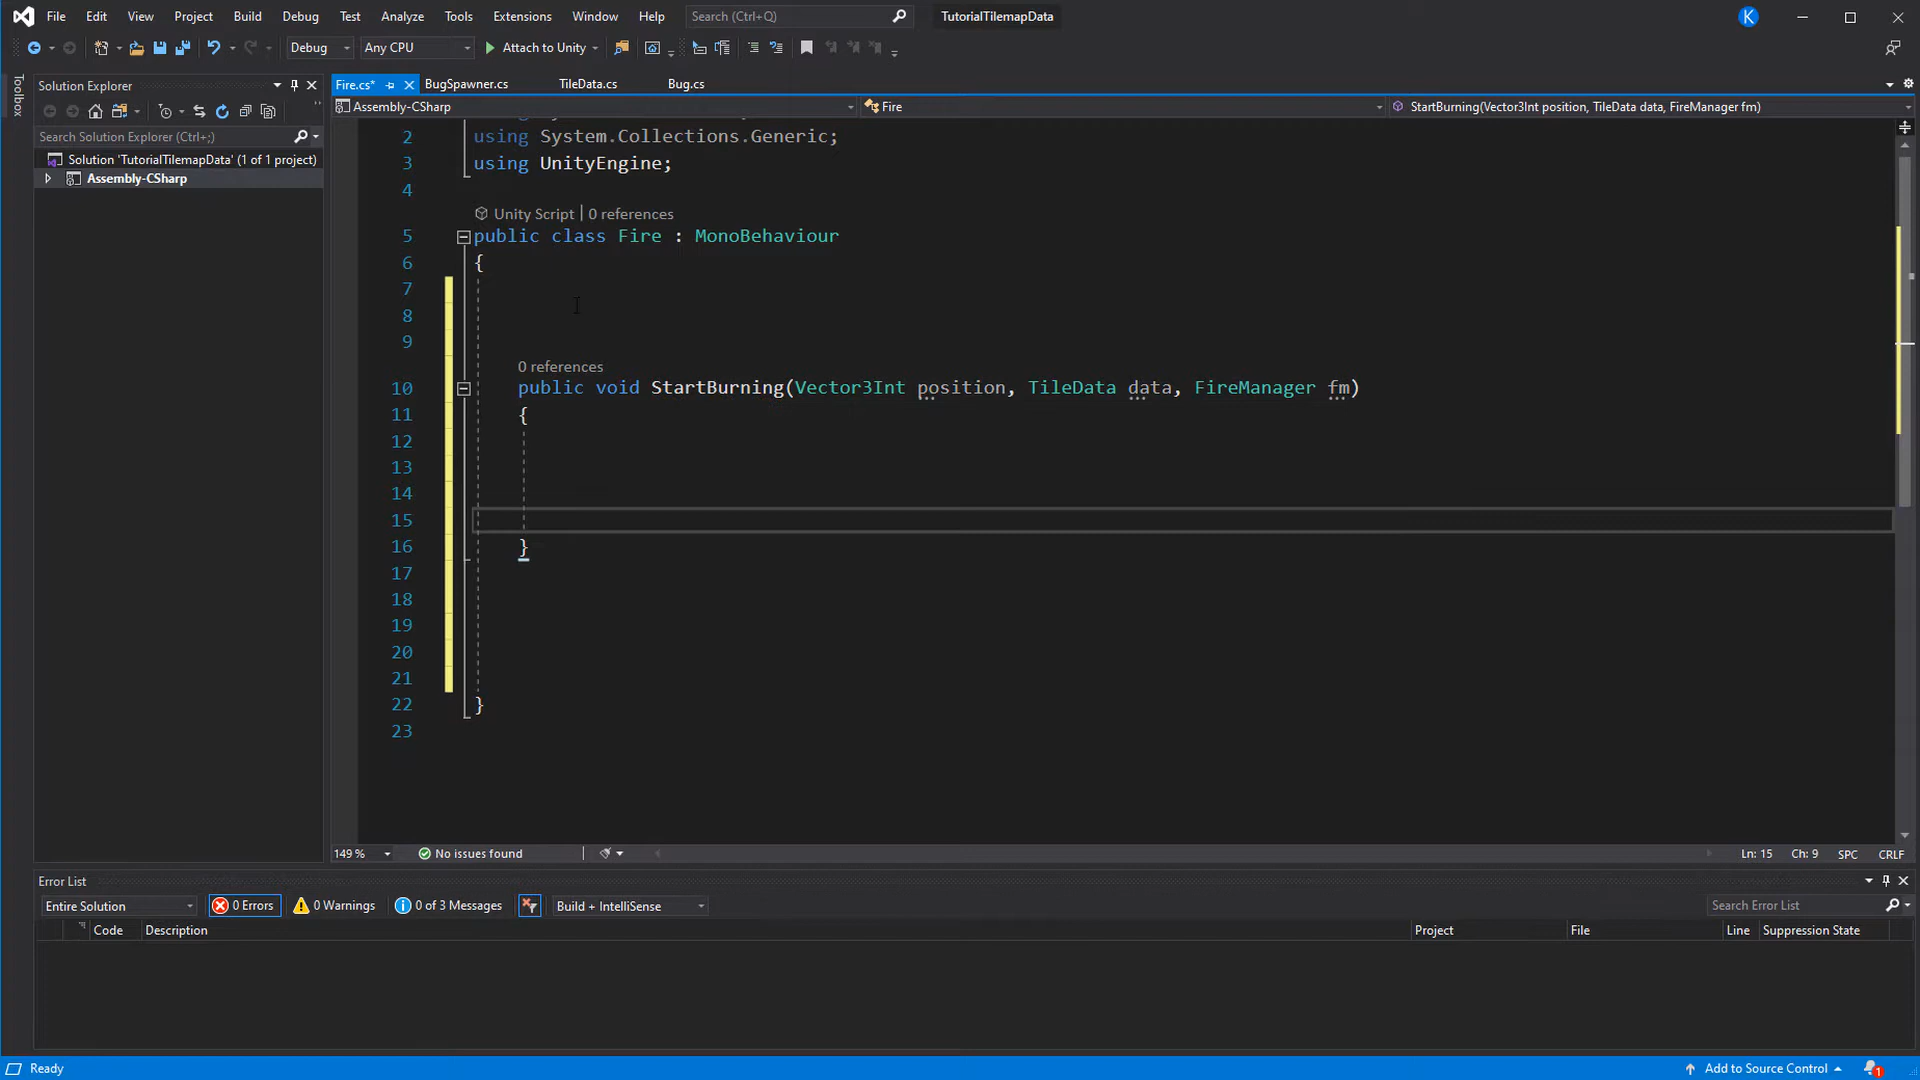 File Edit View Project Build Debug Test Analyze Tools Extensions Window Help Search (Ctrl+Q) TutorialTilemapData K
Debug Any CPU Attach to Unity
Toolbox
Solution Explorer
Search Solution Explorer (Ctrl+;)
Solution 'TutorialTilemapData' (1 of 1 project)
Assembly-CSharp
Fire.cs* BugSpawner.cs TileData.cs Bug.cs
Assembly-CSharp Fire StartBurning(Vector3Int position, TileData data, FireManager fm)
2 using System.Collections.Generic;
3 using UnityEngine;
4
Unity Script | 0 references
5 public class Fire : MonoBehaviour
6 {
7
8
9
0 references
10 public void StartBurning(Vector3Int position, TileData data, FireManager fm)
11 {
12
13
14
15
16 }
17
18
19
20
21
22 }
23
149 % No issues found Ln: 15 Ch: 9 SPC CRLF
Error List
Entire Solution 0 Errors 0 Warnings 0 of 3 Messages Build + IntelliSense Search Error List
Code Description Project File Line Suppression State
Ready Add to Source Control 1